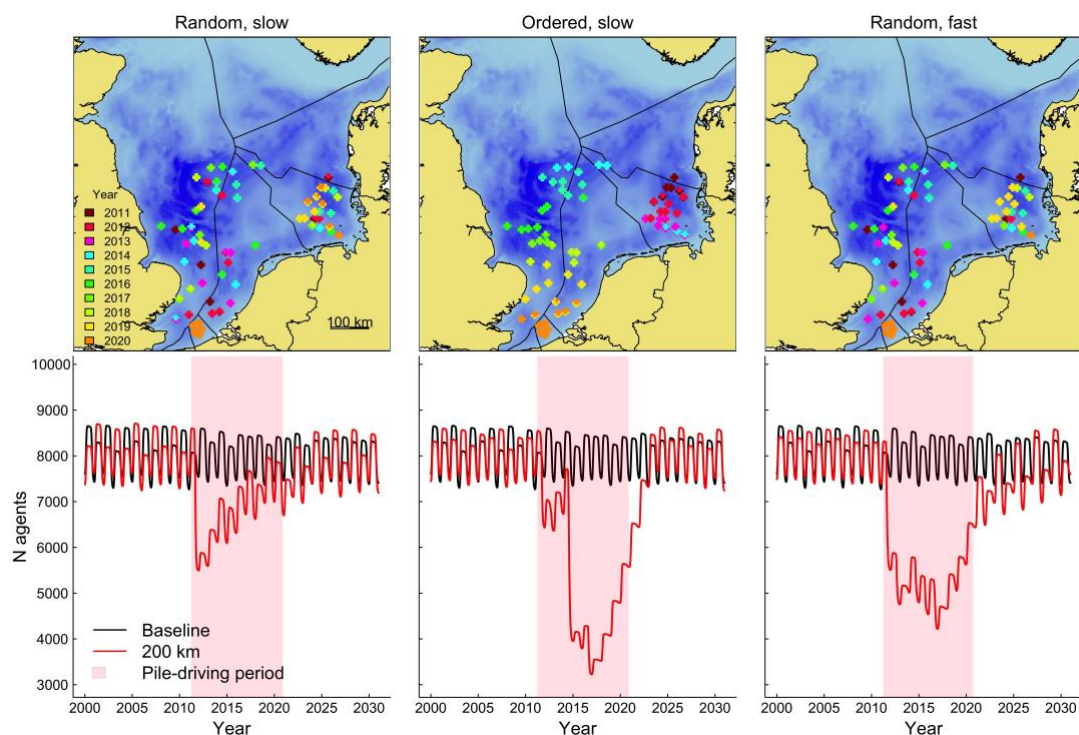 Random, slow
Ordered, slow
Random, fast
Year
2011
2012
2013
2014
2015
2016
2017
2018
2019
2020
100 km
N agents
10000
9000
8000
7000
6000
5000
4000
3000
Baseline
200 km
Pile-driving period
2000 2005 2010 2015 2020 2025 2030
2000 2005 2010 2015 2020 2025 2030
2000 2005 2010 2015 2020 2025 2030
Year
Year
Year